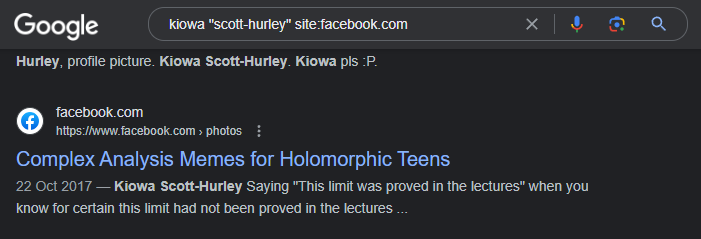 Google
kiowa "scott-hurley" site:facebook.com
Hurley, profile picture. Kiowa Scott-Hurley. Kiowa pls :P.
facebook.com
https://www.facebook.com › photos
Complex Analysis Memes for Holomorphic Teens
22 Oct 2017 — Kiowa Scott-Hurley Saying "This limit was proved in the lectures" when you
know for certain this limit had not been proved in the lectures ...